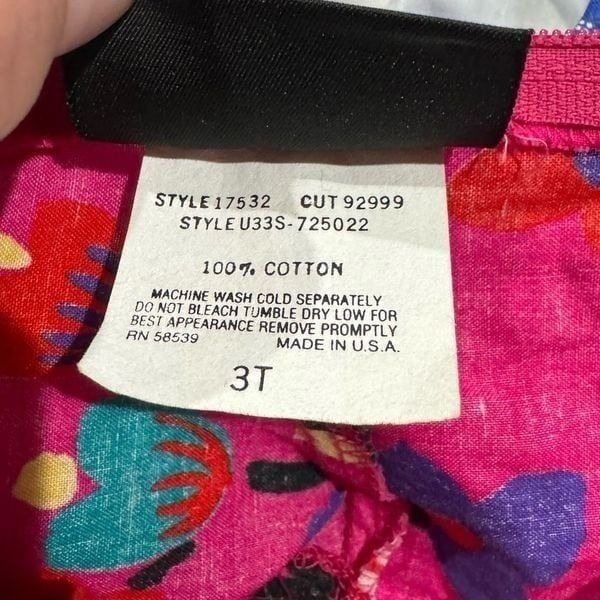 STYLE 17532 CUT 92999
STYLE U33S-725022
100% COTTON
MACHINE WASH COLD SEPARATELY
DO NOT BLEACH TUMBLE DRY LOW FOR
BEST APPEARANCE REMOVE PROMPTLY
RN 58539 MADE IN U.S.A.
3T